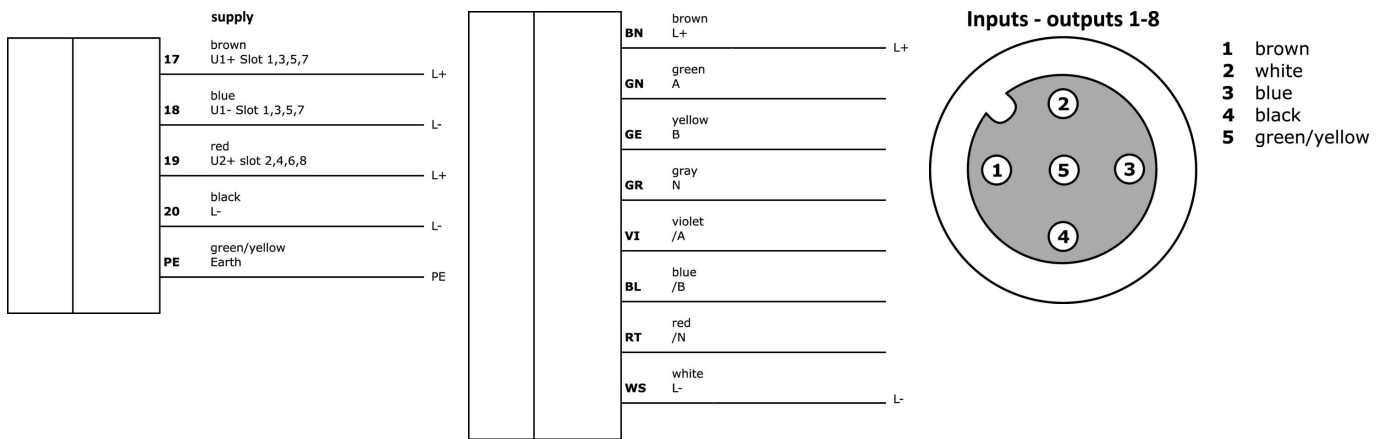 supply
17
brown
U1+ Slot 1,3,5,7
L+
18
blue
U1- Slot 1,3,5,7
L-
19
red
U2+ slot 2,4,6,8
L+
20
black
L-
L-
PE
green/yellow
Earth
PE
BN
brown
L+
L+
GN
green
A
GE
yellow
B
GR
gray
N
VI
violet
/A
BL
blue
/B
RT
red
/N
WS
white
L-
L-
Inputs - outputs 1-8
2
1 5 3
4
1 brown
2 white
3 blue
4 black
5 green/yellow